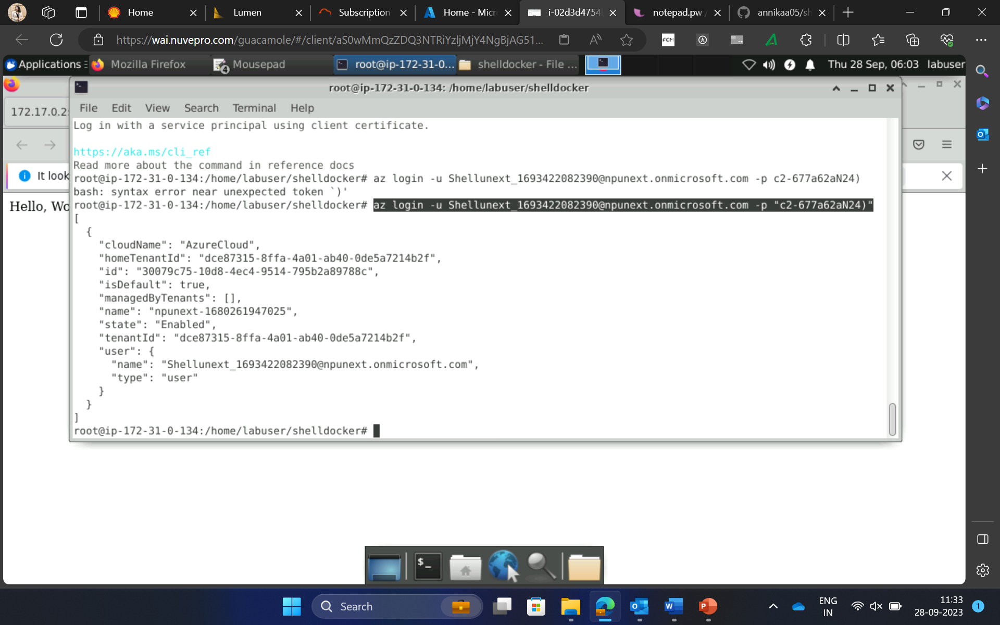 Home
Lumen
Subscription
Home - Micr
i-02d3d4754
notepad.pw /
annikaa05/sh
https://wai.nuvepro.com/guacamole/#/client/aS0wMmQzZDQ3NTRiYzljMjY4NgBjAG51...
FCM
A
Applications
Mozilla Firefox
4
Mousepad
root@ip-172-31-0...
shelldocker - File ...
Thu 28 Sep, 06:03
labuser
root@ip-172-31-0-134: /home/labuser/shelldocker
172.17.0.2:
File Edit View Search Terminal Help
Log in with a service principal using client certificate.
https://aka.ms/cli_ref
Read more about the command in reference docs
It look
root@ip-172-31-0-134:/home/labuser/shelldocker# az login -u Shellunext_1693422082390@npunext.onmicrosoft.com -p c2-677a62aN24)
bash: syntax error near unexpected token `)'
Hello, Wo
root@ip-172-31-0-134:/home/labuser/shelldocker# az login -u Shellunext_1693422082390@npunext.onmicrosoft.com -p "c2-677a62aN24)"
[
{
"cloudName": "AzureCloud",
"homeTenantId": "dce87315-8ffa-4a01-ab40-0de5a7214b2f",
"id": "30079c75-10d8-4ec4-9514-795b2a89788c",
"isDefault": true,
"managedByTenants": [],
"name": "npunext-1680261947025",
"state": "Enabled",
"tenantId": "dce87315-8ffa-4a01-ab40-0de5a7214b2f",
"user": {
"name": "Shellunext_1693422082390@npunext.onmicrosoft.com",
"type": "user"
}
}
]
root@ip-172-31-0-134:/home/labuser/shelldocker#
$_
Search
ENG
IN
11:33
28-09-2023
1